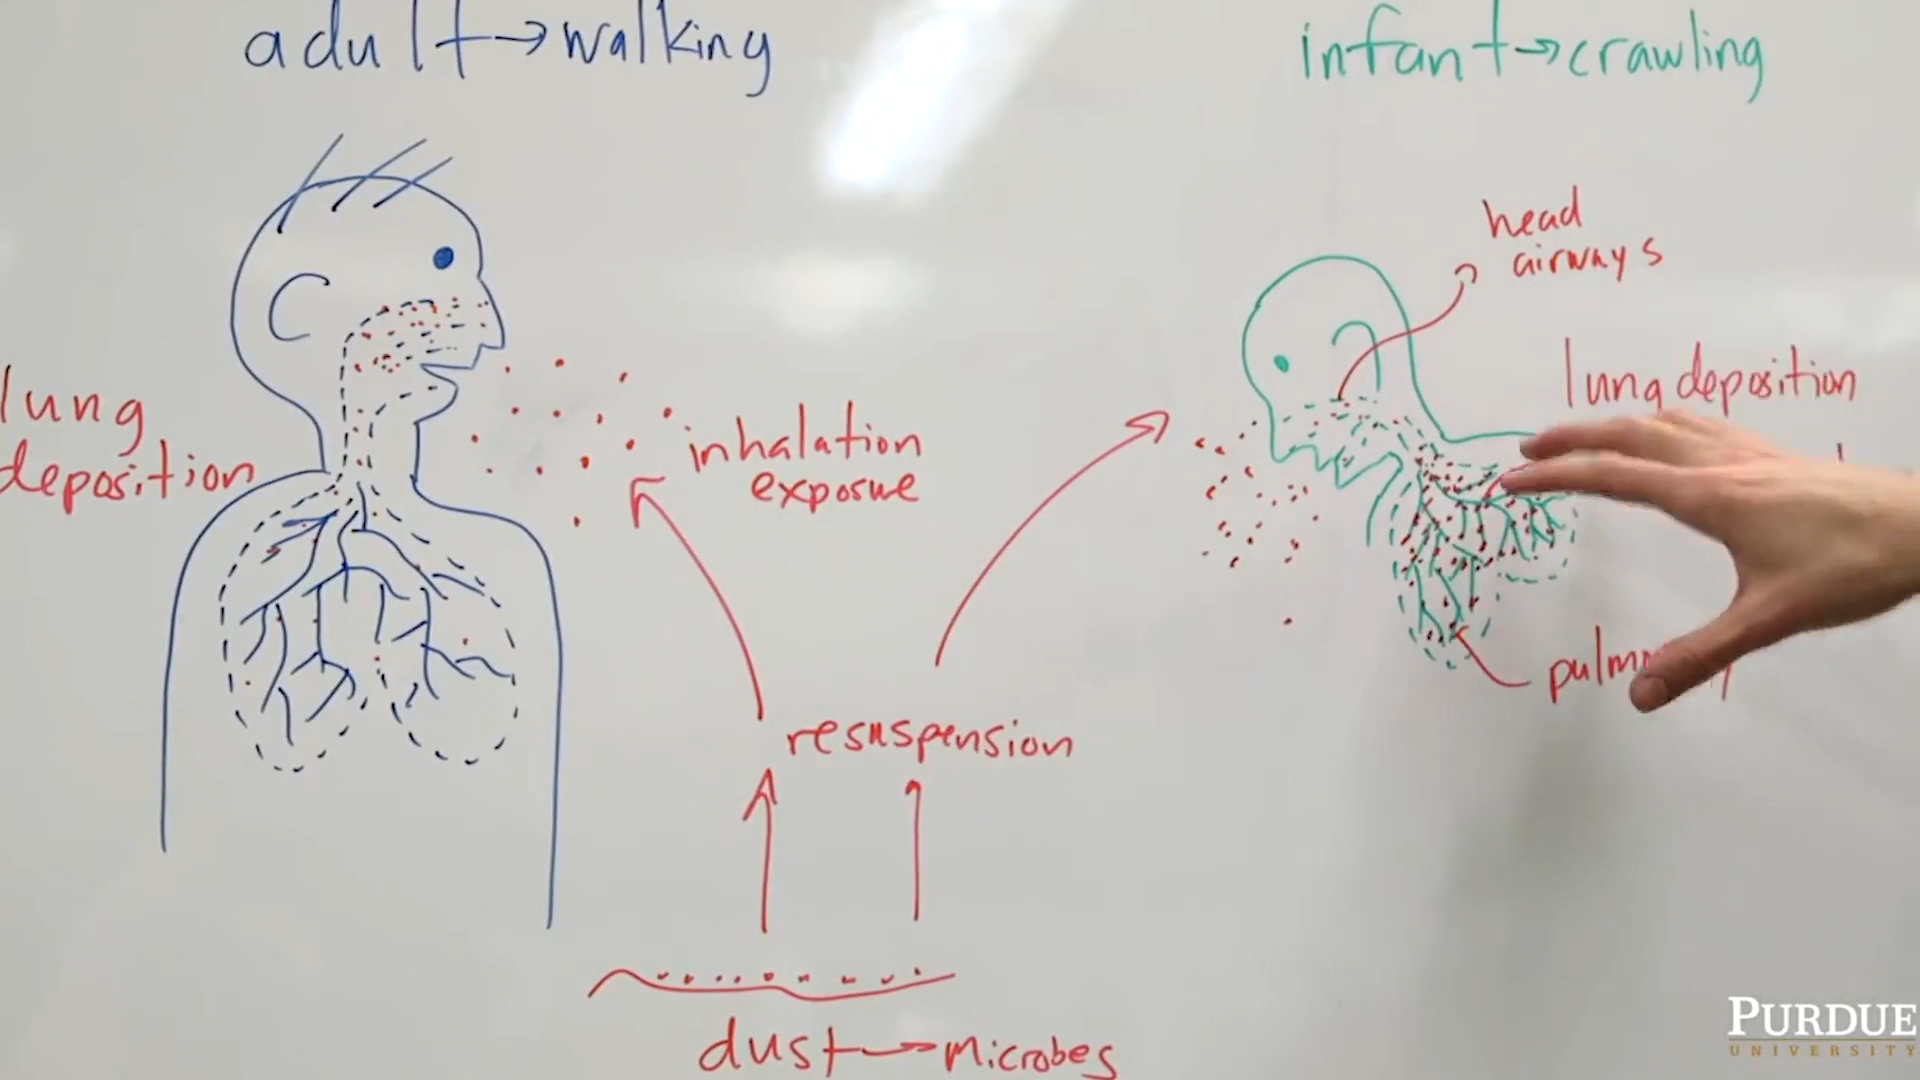 adult→walking
infant→crawling
head
airways
lung
deposition
inhalation
exposure
lung deposition
resuspension
dust→microbes
PURDUE
UNIVERSITY